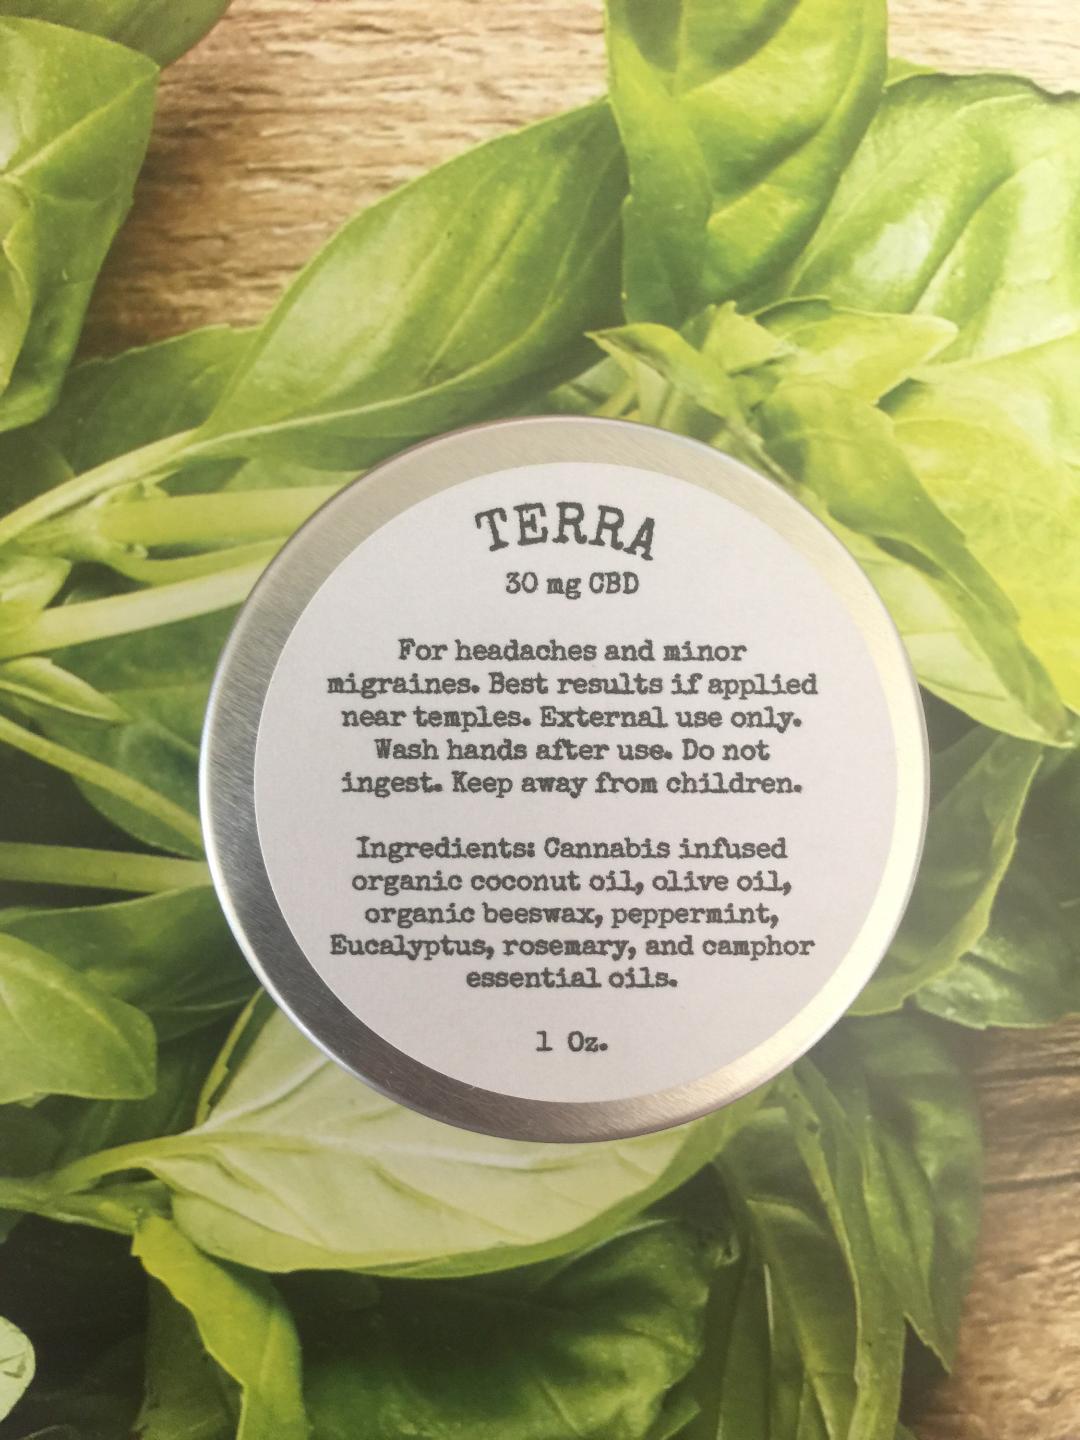 TERRA
30 mg CBD
For headaches and minor
migraines. Best results if applied
near temples. External use only.
Wash hands after use. Do not
ingest. Keep away from children.
Ingredients: Cannabis infused
organic coconut oil, olive oil,
organic beeswax, peppermint,
Eucalyptus, rosemary, and camphor
essential oils.
1 Oz.